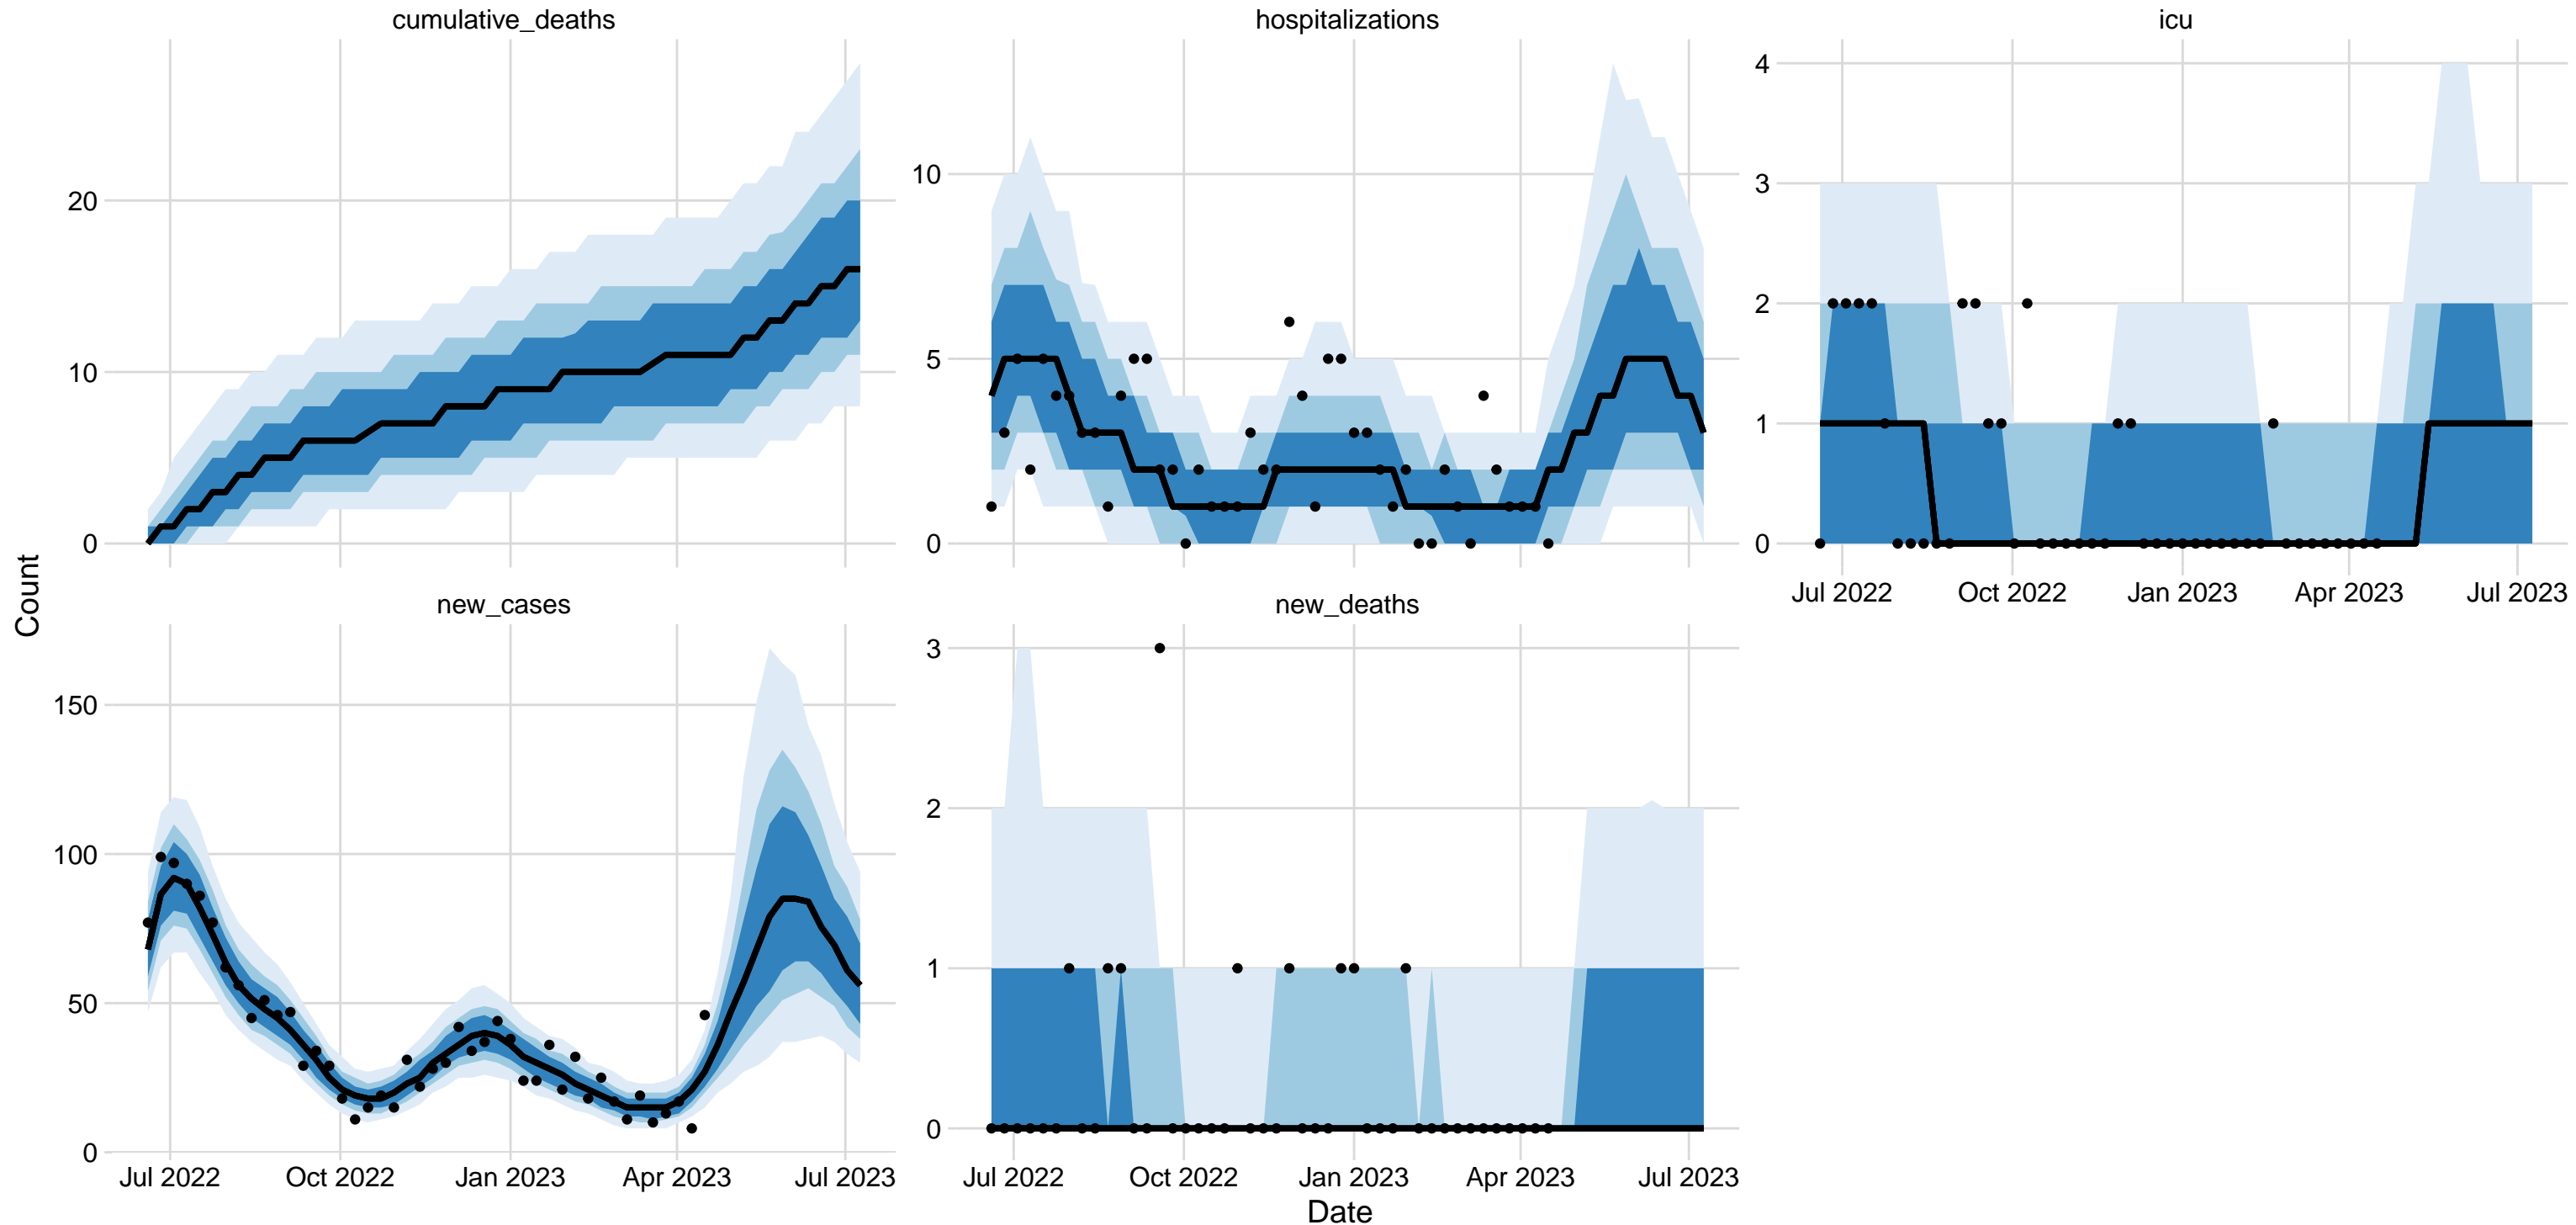 cumulative_deaths
hospitalizations
icu
20
10
0
10
5
0
4
3
2
1
0
Jul 2022 Oct 2022 Jan 2023 Apr 2023 Jul 2023
Count
new_cases
new_deaths
150
100
50
0
3
2
1
0
Jul 2022 Oct 2022 Jan 2023 Apr 2023 Jul 2023
Jul 2022 Oct 2022 Jan 2023 Apr 2023 Jul 2023
Date